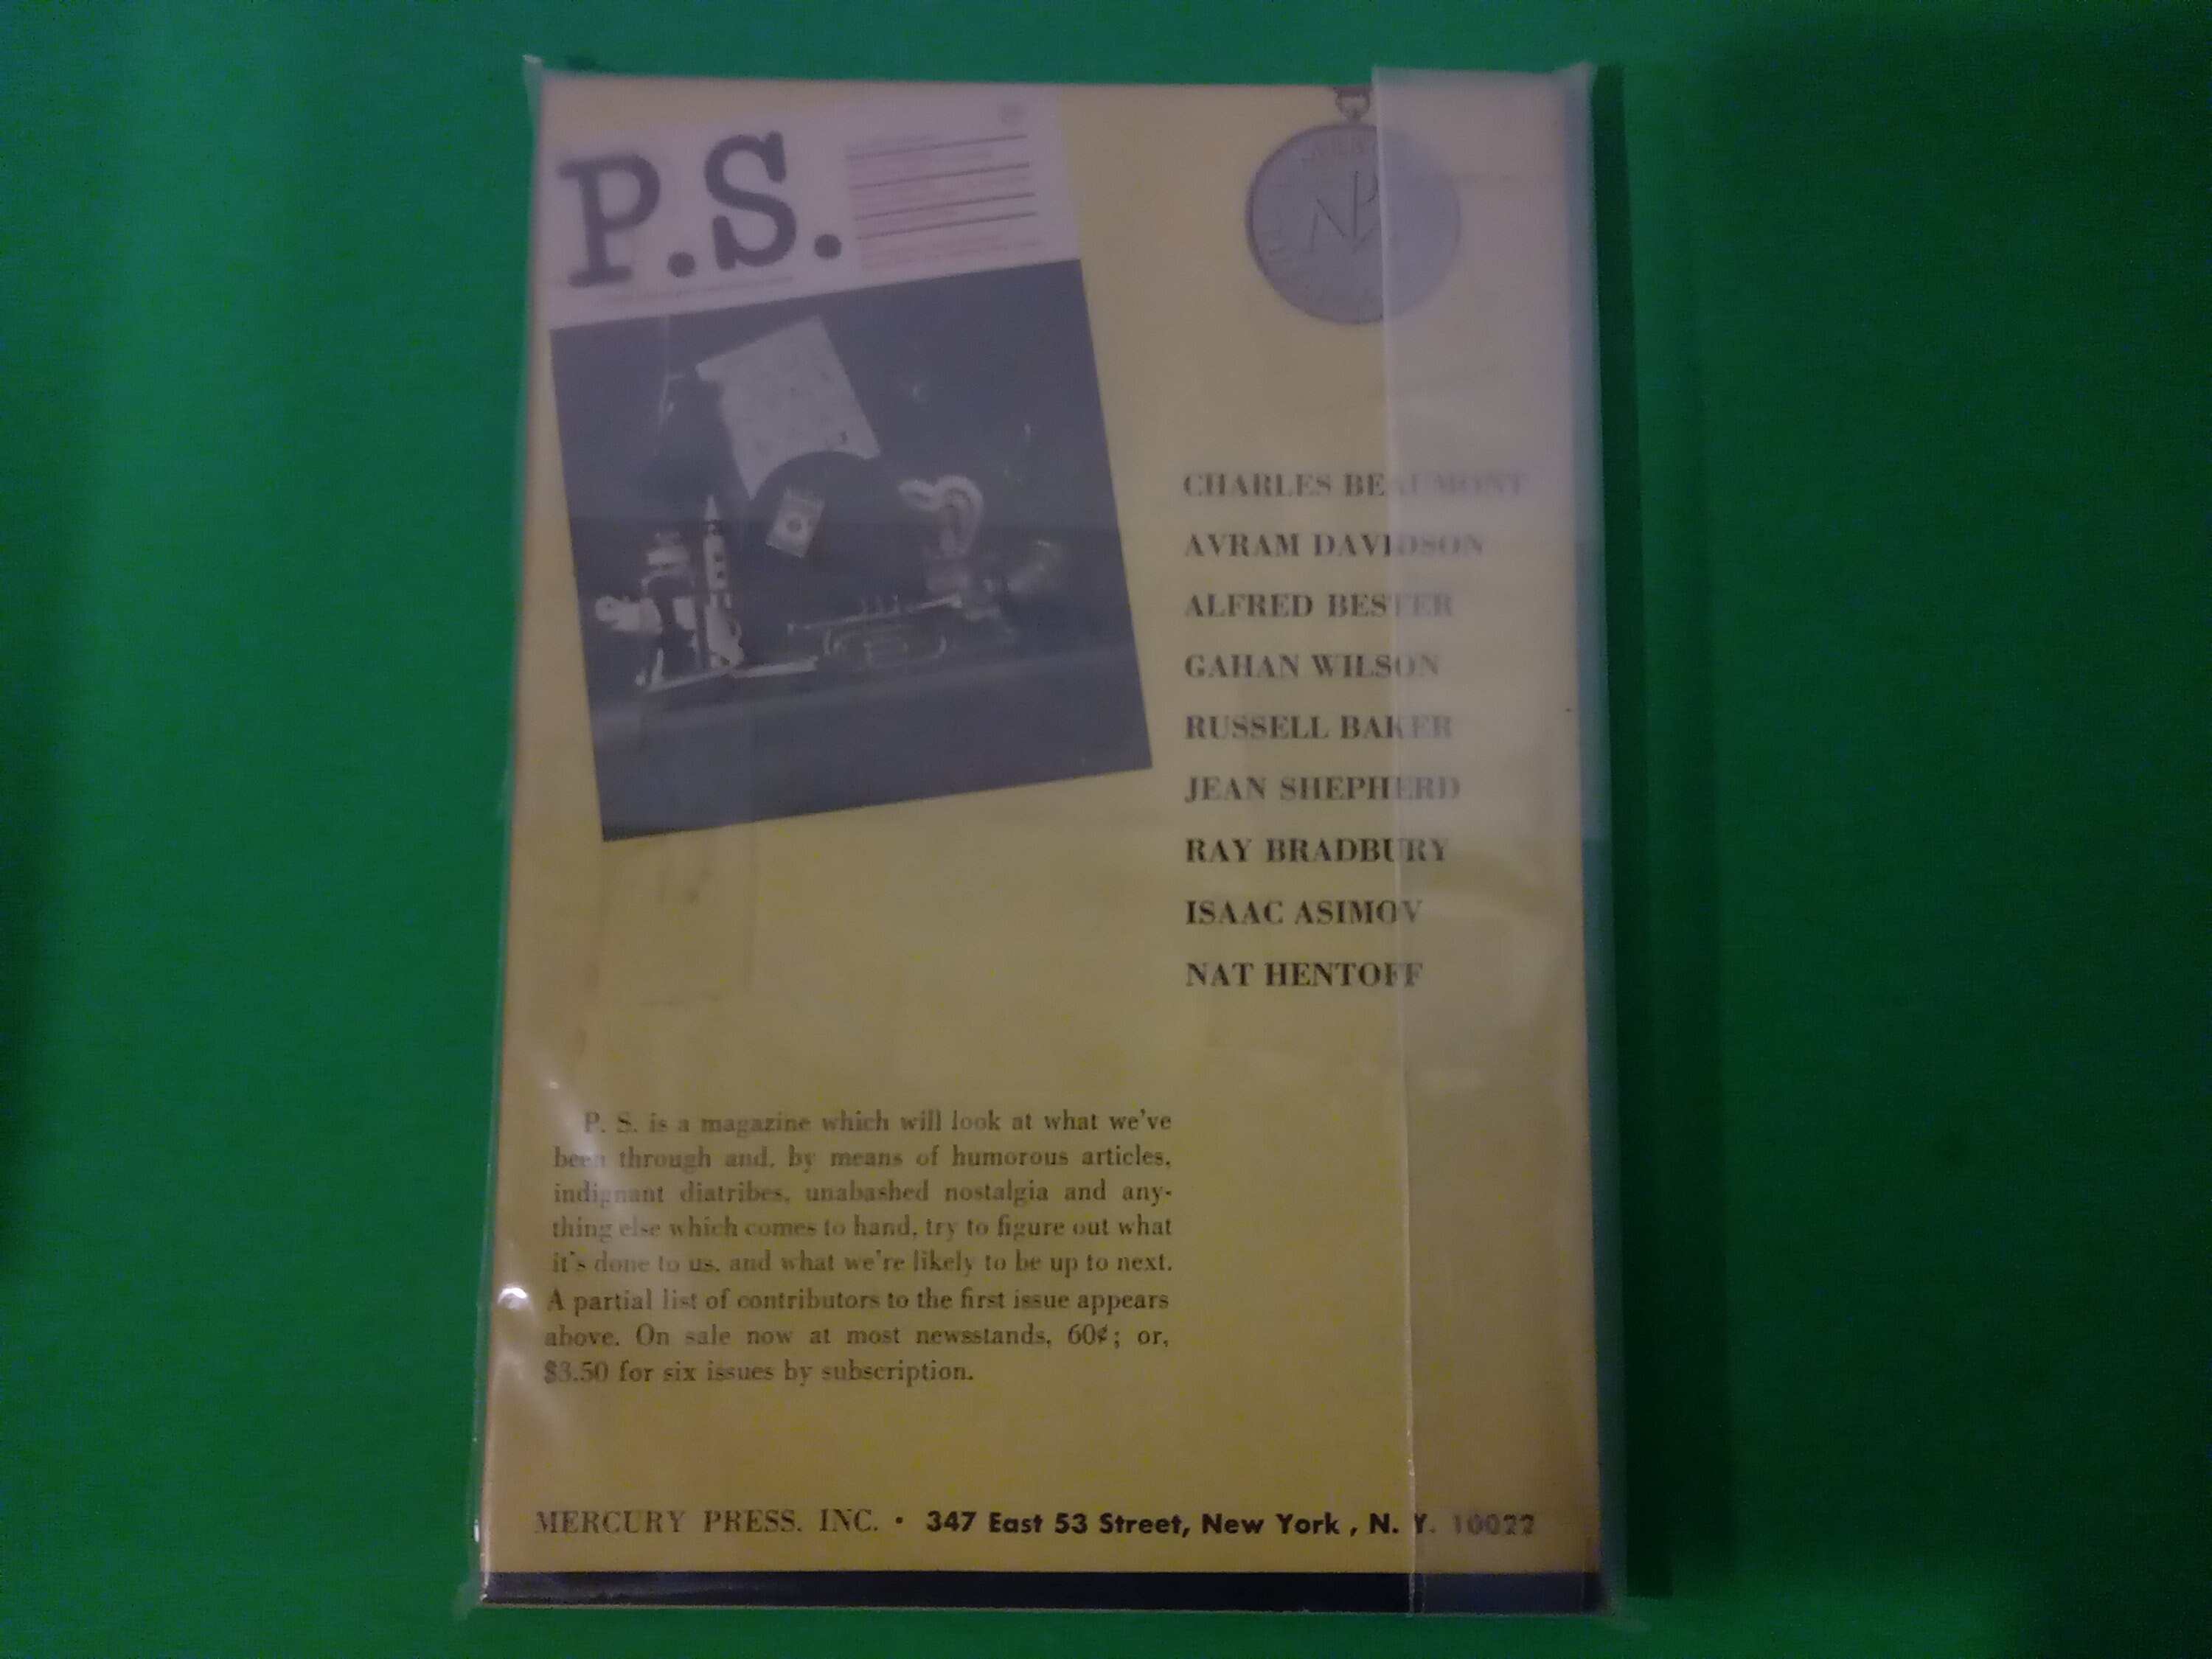 P.S.
CHARLES BEAUMONT
AVRAM DAVIDSON
ALFRED BESTER
GAHAN WILSON
RUSSELL BAKER
JEAN SHEPHERD
RAY BRADBURY
ISAAC ASIMOV
NAT HENTOFF
P. S. is a magazine which will look at what we've
been through and, by means of humorous articles,
indignant diatribes, unabashed nostalgia and any-
thing else which comes to hand, try to figure out what
it's done to us, and what we're likely to be up to next.
A partial list of contributors to the first issue appears
above. On sale now at most newsstands, 60¢; or,
$3.50 for six issues by subscription.
MERCURY PRESS, INC. • 347 East 53 Street, New York, N. Y. 10022